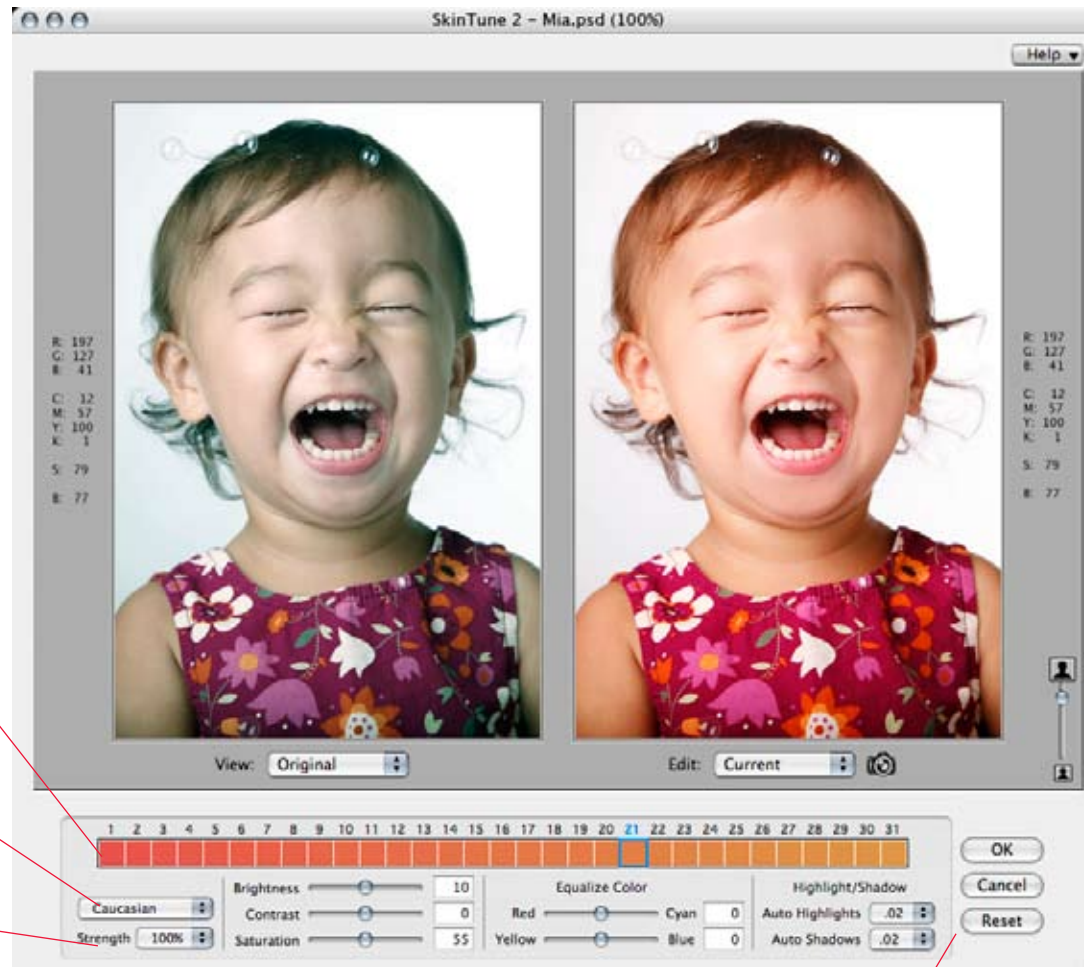 SkinTune 2 – Mia.psd (100%)
Help
R: 197
G: 127
B: 41
C: 12
M: 57
Y: 100
K: 1
S: 79
B: 77
R: 197
G: 127
B: 41
C: 12
M: 57
Y: 100
K: 1
S: 79
B: 77
View: Original
Edit: Current
1 2 3 4 5 6 7 8 9 10 11 12 13 14 15 16 17 18 19 20 21 22 23 24 25 26 27 28 29 30 31
OK
Cancel
Reset
Caucasian
Strength 100%
Brightness 10
Contrast 0
Saturation 55
Equalize Color
Red Cyan 0
Yellow Blue 0
Highlight/Shadow
Auto Highlights .02
Auto Shadows .02